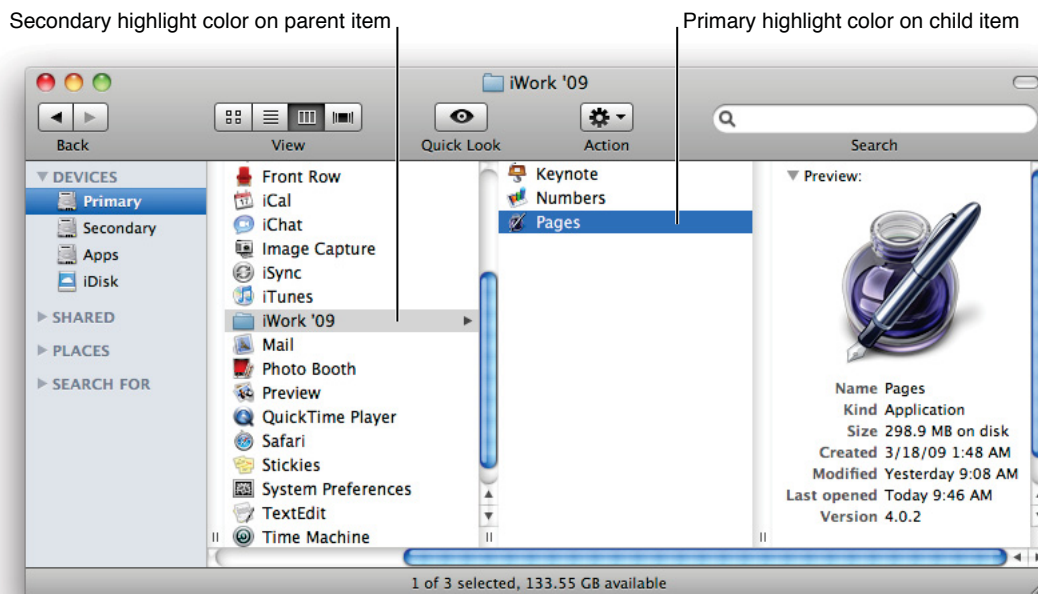 Secondary highlight color on parent item
Primary highlight color on child item
iWork '09
Back
View
Quick Look
Action
Search
DEVICES
Primary
Secondary
Apps
iDisk
SHARED
PLACES
SEARCH FOR
Front Row
iCal
iChat
Image Capture
iSync
iTunes
iWork '09
Mail
Photo Booth
Preview
QuickTime Player
Safari
Stickies
System Preferences
TextEdit
Time Machine
Keynote
Numbers
Pages
Preview:
Name Pages
Kind Application
Size 298.9 MB on disk
Created 3/18/09 1:48 AM
Modified Yesterday 9:08 AM
Last opened Today 9:46 AM
Version 4.0.2
1 of 3 selected, 133.55 GB available